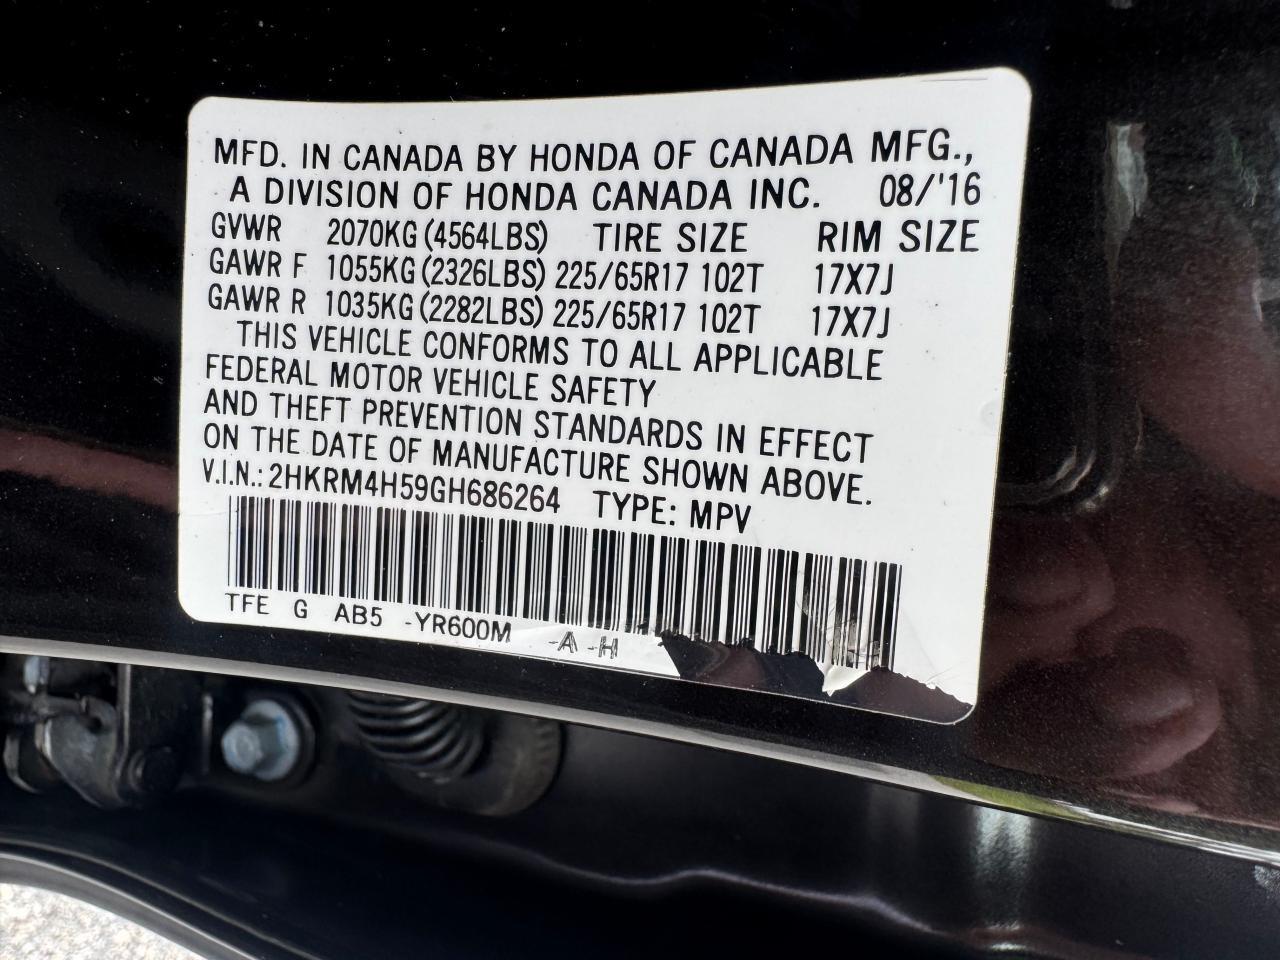 MFD. IN CANADA BY HONDA OF CANADA MFG.,
A DIVISION OF HONDA CANADA INC. 08/'16
GVWR 2070KG (4564LBS) TIRE SIZE RIM SIZE
GAWR F 1055KG (2326LBS) 225/65R17 102T 17X7J
GAWR R 1035KG (2282LBS) 225/65R17 102T 17X7J
THIS VEHICLE CONFORMS TO ALL APPLICABLE
FEDERAL MOTOR VEHICLE SAFETY
AND THEFT PREVENTION STANDARDS IN EFFECT
ON THE DATE OF MANUFACTURE SHOWN ABOVE.
V.I.N.: 2HKRM4H59GH686264 TYPE: MPV
TFE G AB5 -YR600M -A -H